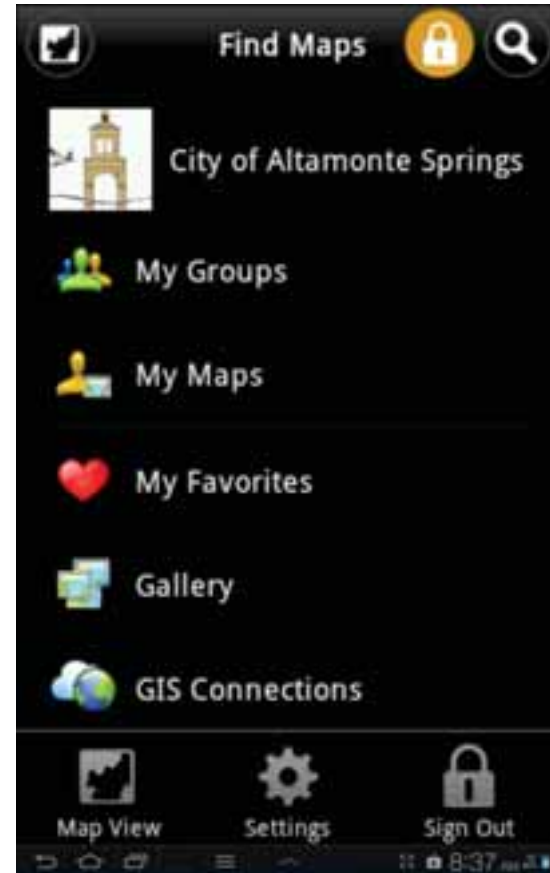 Find Maps
City of Altamonte Springs
My Groups
My Maps
My Favorites
Gallery
GIS Connections
Map View Settings Sign Out
8:37